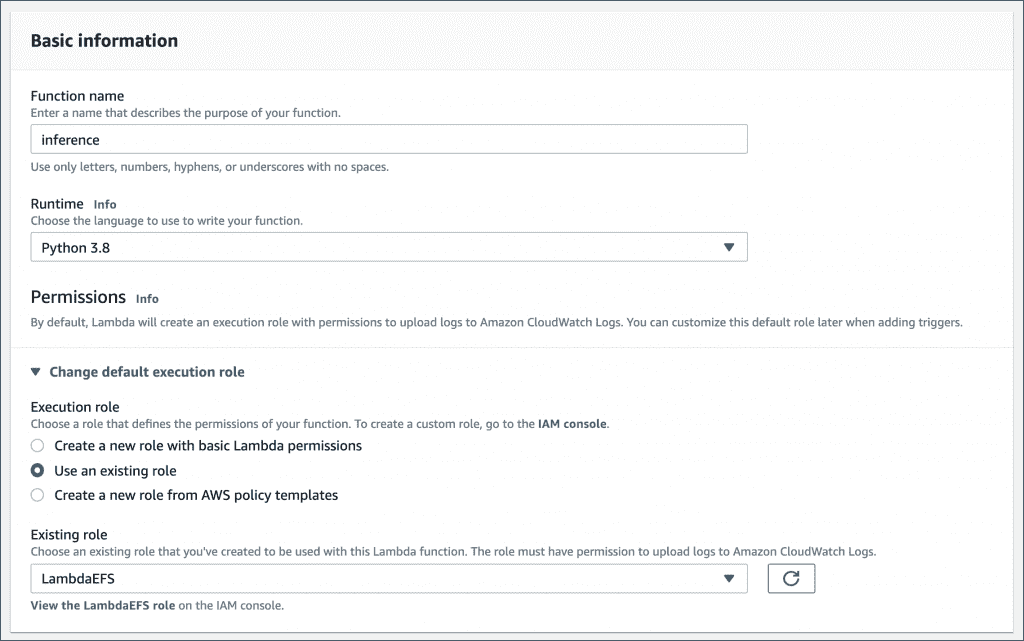 Basic information
Function name
Enter a name that describes the purpose of your function.
inference
Use only letters, numbers, hyphens, or underscores with no spaces.
Runtime Info
Choose the language to use to write your function.
Python 3.8
Permissions Info
By default, Lambda will create an execution role with permissions to upload logs to Amazon CloudWatch Logs. You can customize this default role later when adding triggers.
Change default execution role
Execution role
Choose a role that defines the permissions of your function. To create a custom role, go to the IAM console.
Create a new role with basic Lambda permissions
Use an existing role
Create a new role from AWS policy templates
Existing role
Choose an existing role that you've created to be used with this Lambda function. The role must have permission to upload logs to Amazon CloudWatch Logs.
LambdaEFS
View the LambdaEFS role on the IAM console.